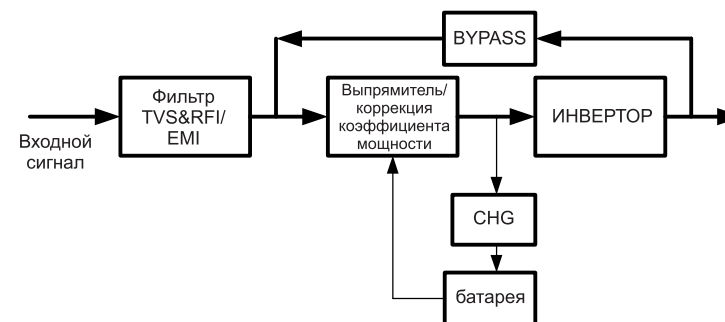 BYPASS
Фильтр
TVS&RFI/
EMI
Выпрямитель/
коррекция
коэффициента
мощности
ИНВЕРТОР
Входной
сигнал
CHG
батарея